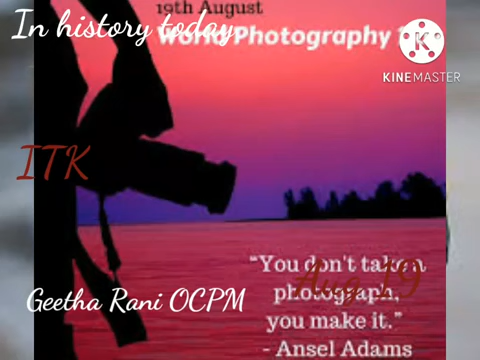 19th August
In history today
World Photography
KINEMASTER
ITK
"You don't take a
photograph,
Aug 19
you make it."
Geetha Rani OCPM
- Ansel Adams